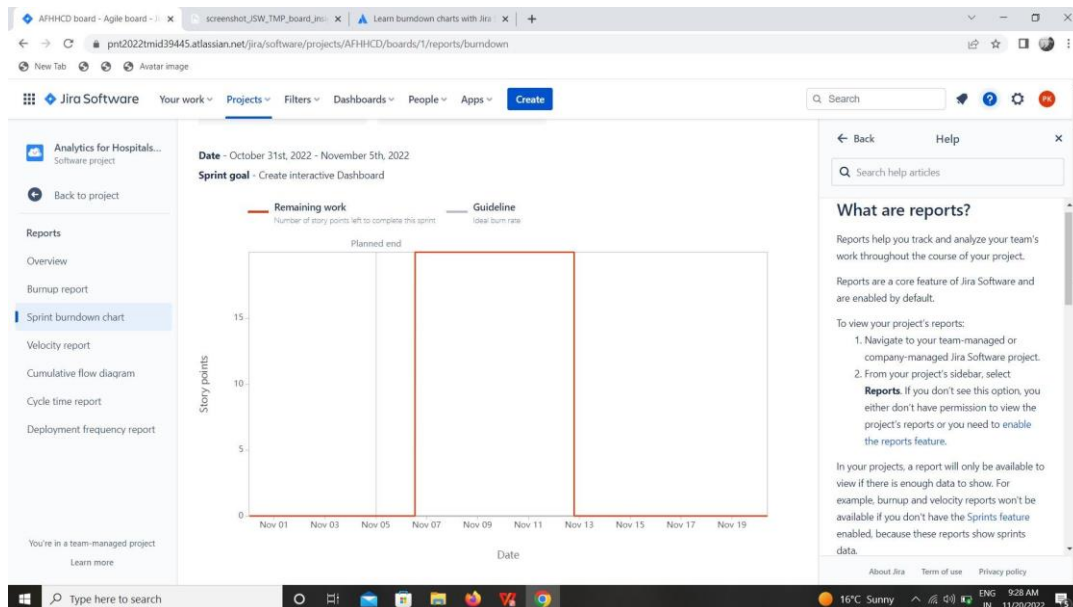 AFHHCD board - Agile board - Ji
screenshot_JSW_TMP_board_ins
Learn burndown charts with Jira
pnt2022tmid39445.atlassian.net/jira/software/projects/AFHHCD/boards/1/reports/burndown
New Tab
Avatar image
Jira Software
Your work
Projects
Filters
Dashboards
People
Apps
Create
Search
PK
Analytics for Hospitals...
Software project
Back to project
Reports
Overview
Burnup report
Sprint burndown chart
Velocity report
Cumulative flow diagram
Cycle time report
Deployment frequency report
You're in a team-managed project
Learn more
Date - October 31st, 2022 - November 5th, 2022
Sprint goal - Create interactive Dashboard
Remaining work
Number of story points left to complete this sprint
Guideline
Ideal burn rate
Planned end
15
10
5
0
Story points
Nov 01 Nov 03 Nov 05 Nov 07 Nov 09 Nov 11 Nov 13 Nov 15 Nov 17 Nov 19
Date
Back
Help
Search help articles
What are reports?
Reports help you track and analyze your team's
work throughout the course of your project.
Reports are a core feature of Jira Software and
are enabled by default.
To view your project's reports:
1. Navigate to your team-managed or
company-managed Jira Software project.
2. From your project's sidebar, select
Reports. If you don't see this option, you
either don't have permission to view the
project's reports or you need to enable
the reports feature.
In your projects, a report will only be available to
view if there is enough data to show. For
example, burnup and velocity reports won't be
available if you don't have the Sprints feature
enabled, because these reports show sprints
data.
About Jira Term of use Privacy policy
Type here to search
16°C Sunny
ENG
IN
9:28 AM
11/20/2022
5